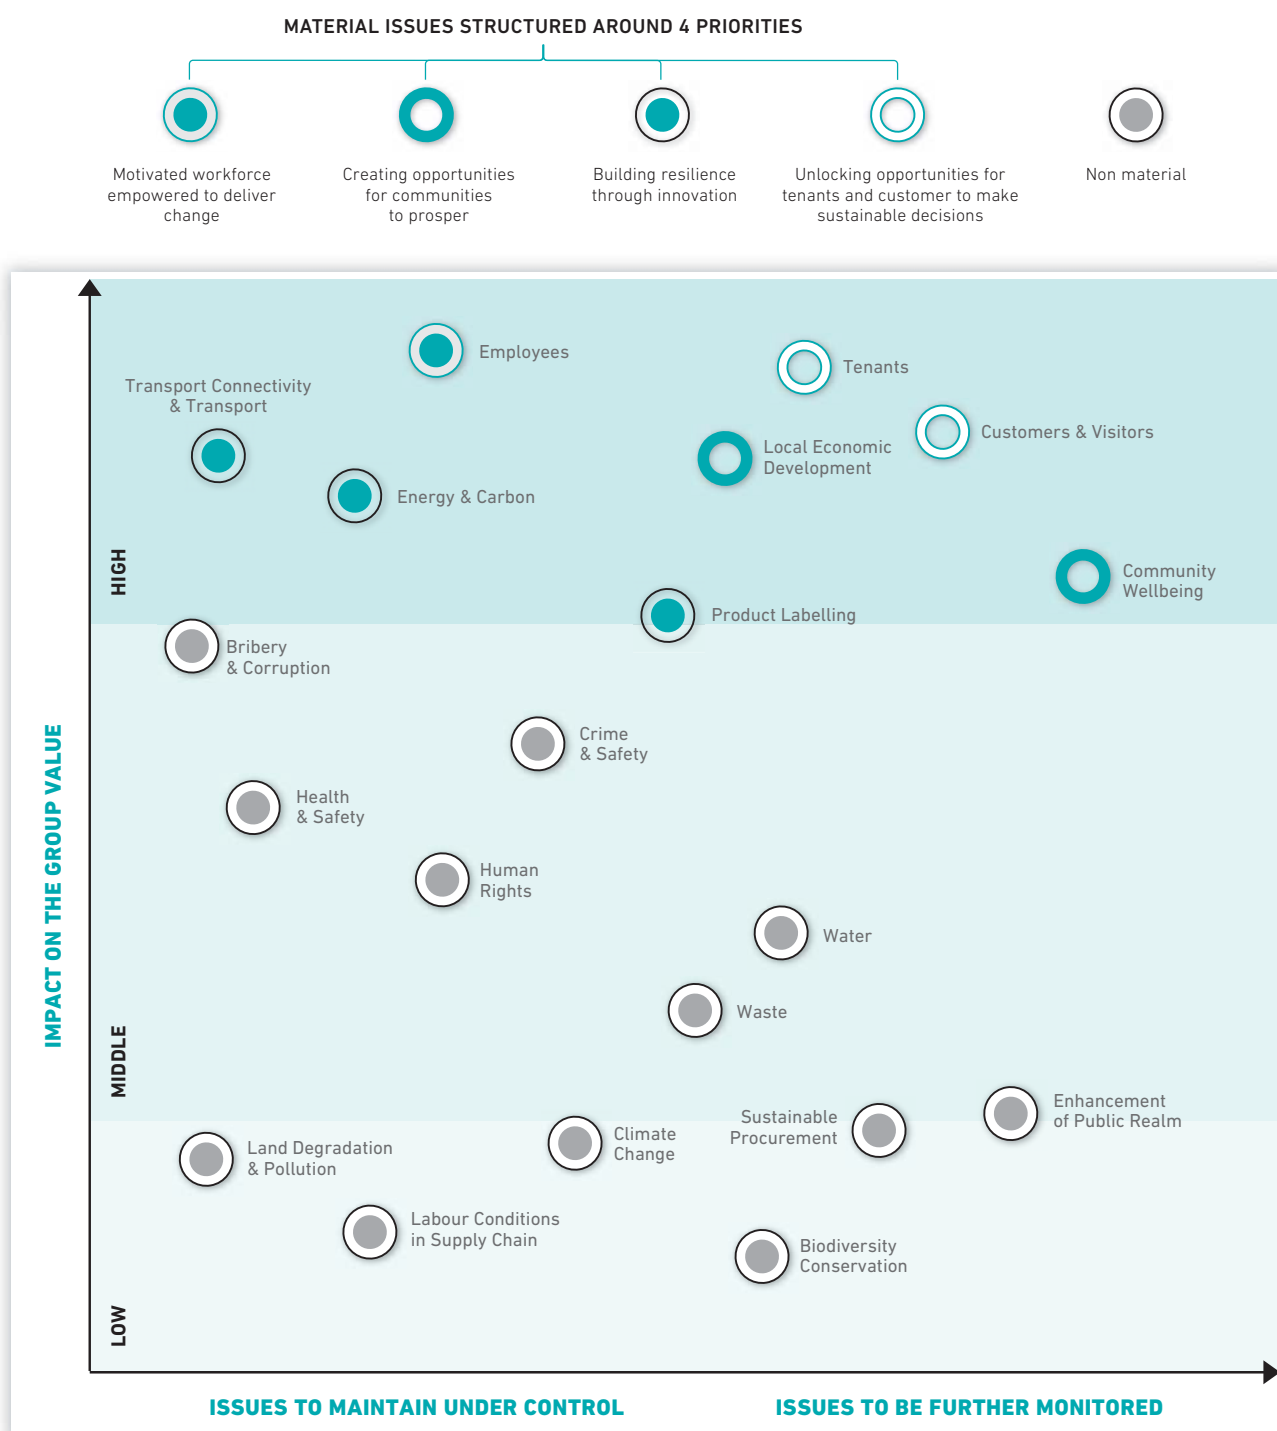 MATERIAL ISSUES STRUCTURED AROUND 4 PRIORITIES
Motivated workforce
empowered to deliver
change
Creating opportunities
for communities
to prosper
Building resilience
through innovation
Unlocking opportunities for
tenants and customer to make
sustainable decisions
Non material
Employees
Tenants
Transport Connectivity
& Transport
Customers & Visitors
Local Economic
Development
Energy & Carbon
HIGH
Community
Wellbeing
Product Labelling
Bribery
& Corruption
Crime
& Safety
Health
& Safety
IMPACT ON THE GROUP VALUE
Human
Rights
Water
Waste
MIDDLE
Enhancement
of Public Realm
Sustainable
Procurement
Climate
Change
Land Degradation
& Pollution
Labour Conditions
in Supply Chain
Biodiversity
Conservation
LOW
ISSUES TO MAINTAIN UNDER CONTROL
ISSUES TO BE FURTHER MONITORED